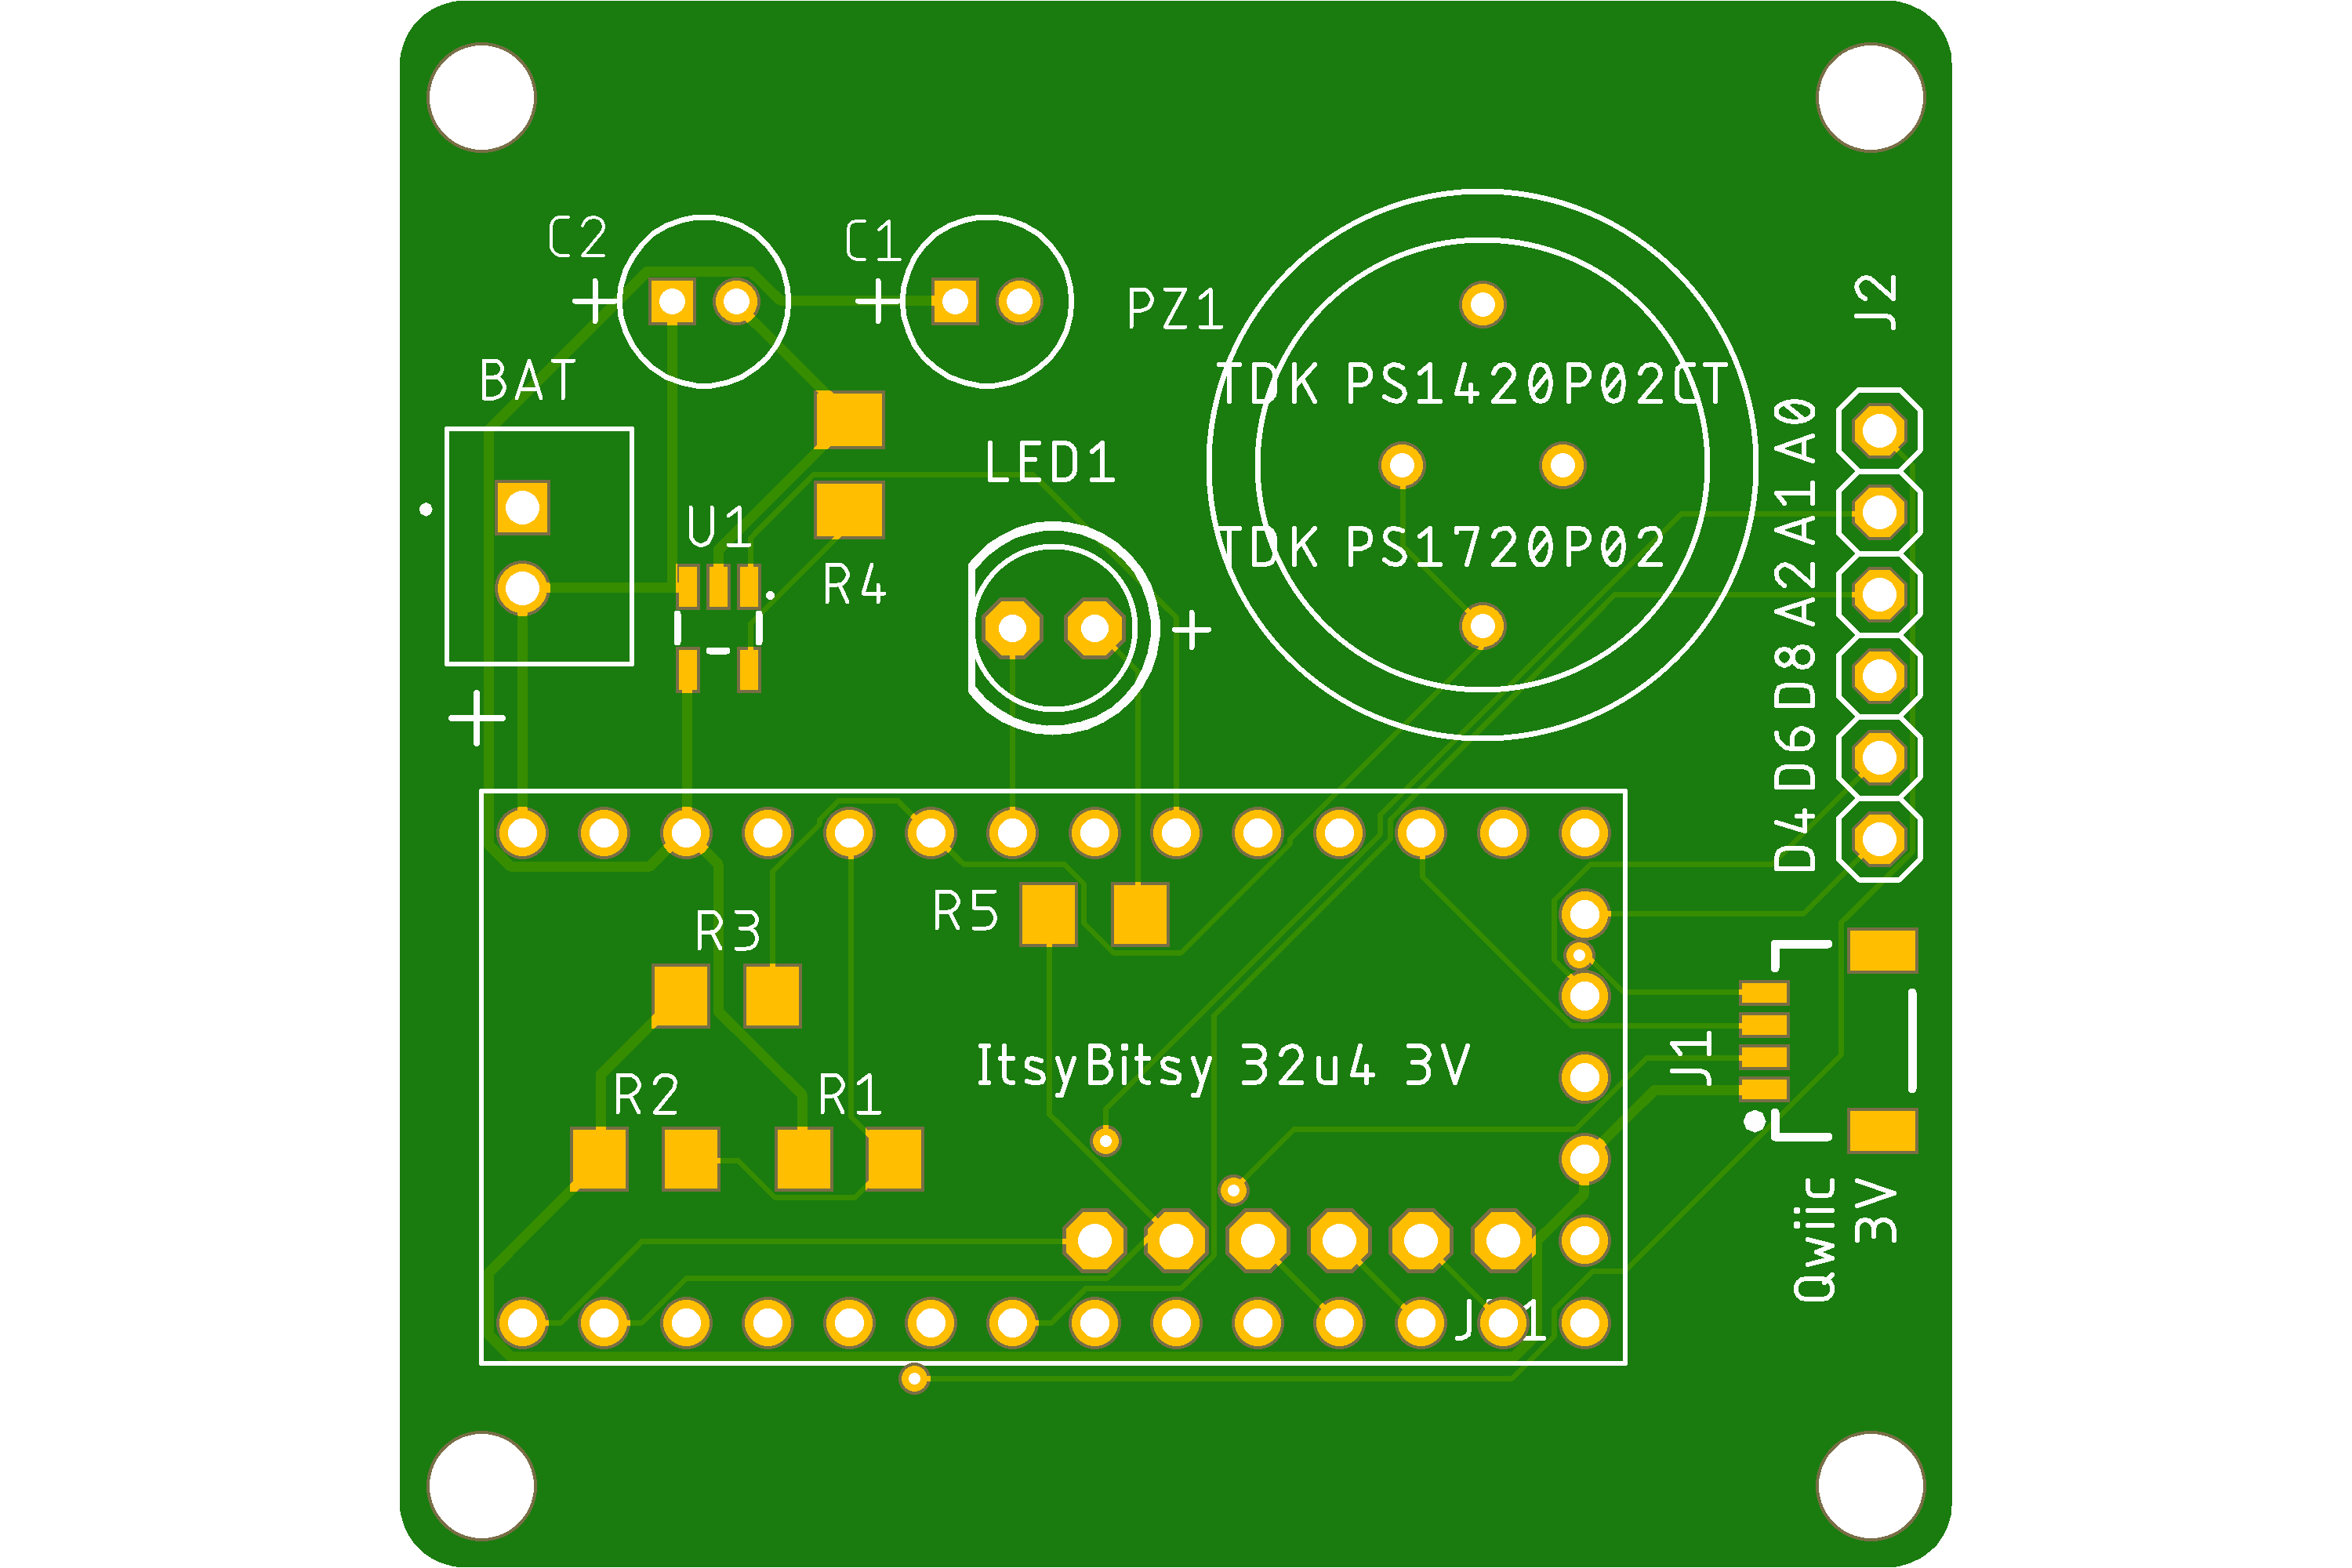 C2
C1
PZ1
J2
BAT
TDK PS1420P02CT
A0
LED1
A1
U1
TDK PS1720P02
R4
A2
D8
D6
D4
R5
R3
ItsyBitsy 32u4 3V
J1
R2
R1
Qwiic
3V